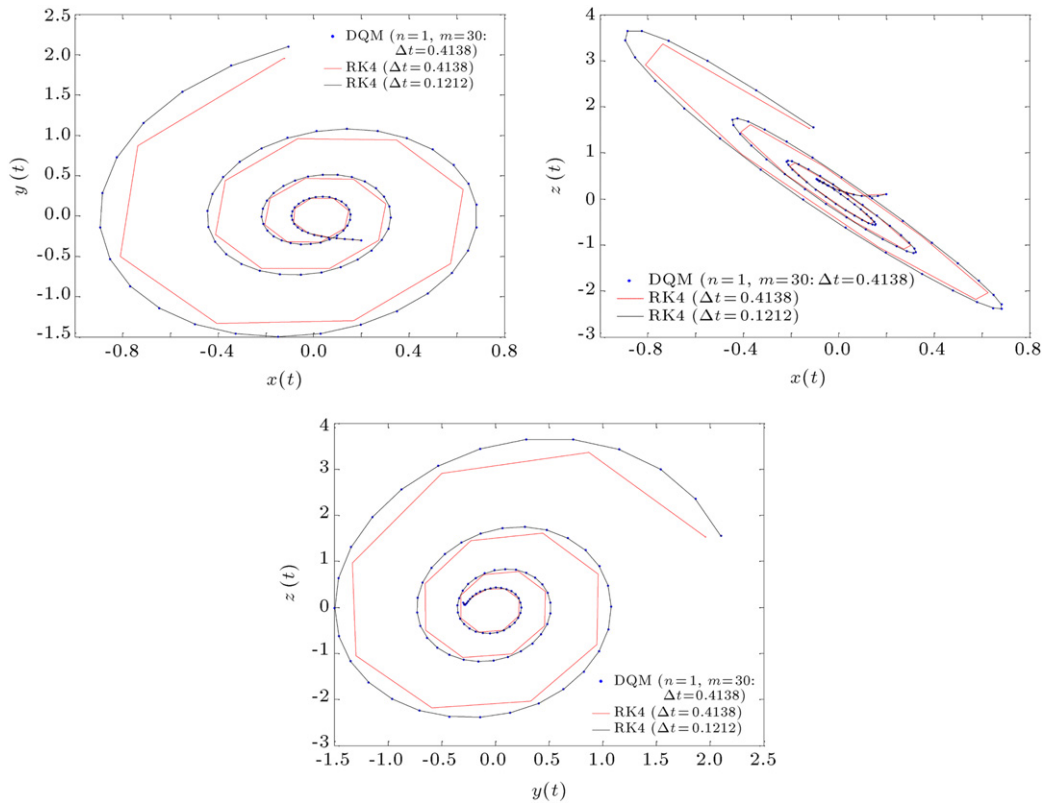 2.5
2.0
1.5
1.0
0.5
0.0
-0.5
-1.0
-1.5
y(t)
-0.8
-0.4
0.0
0.4
0.8
x(t)
DQM (n=1, m=30:
Δt=0.4138)
RK4 (Δt=0.4138)
RK4 (Δt=0.1212)
4
3
2
1
0
-1
-2
-3
z(t)
-0.8
-0.4
0.0
0.4
0.8
x(t)
DQM (n=1, m=30: Δt=0.4138)
RK4 (Δt=0.4138)
RK4 (Δt=0.1212)
4
3
2
1
0
-1
-2
-3
z(t)
-1.5
-1.0
-0.5
0.0
0.5
1.0
1.5
2.0
2.5
y(t)
DQM (n=1, m=30:
Δt=0.4138)
RK4 (Δt=0.4138)
RK4 (Δt=0.1212)